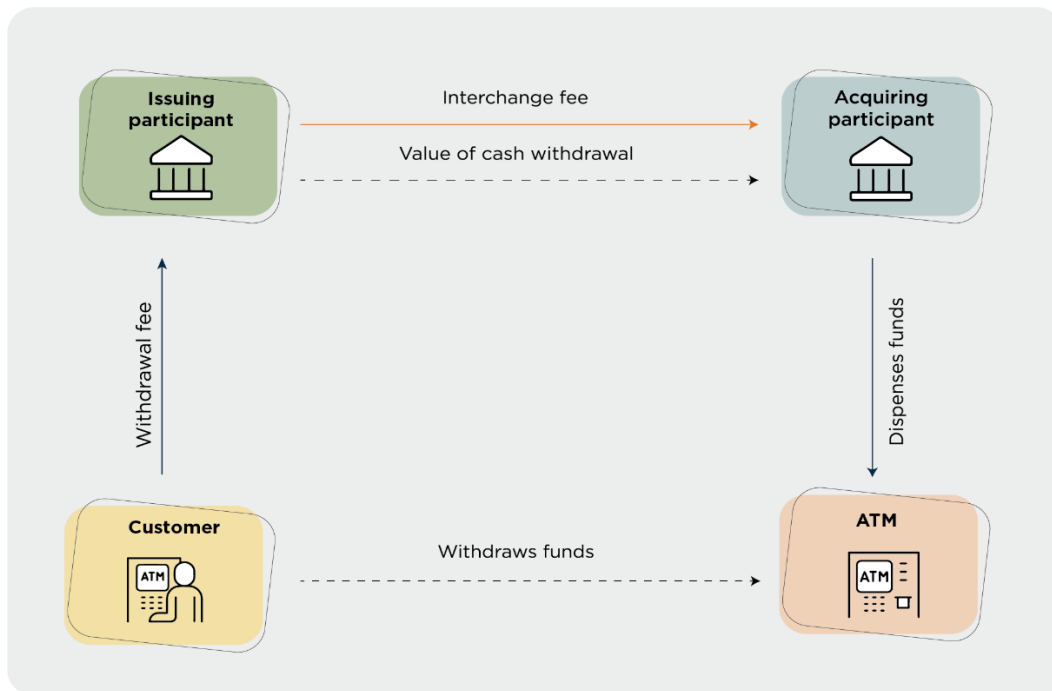 Issuing
participant
Interchange fee
Value of cash withdrawal
Acquiring
participant
Withdrawal fee
Dispenses funds
Customer
ATM
Withdraws funds
ATM
ATM